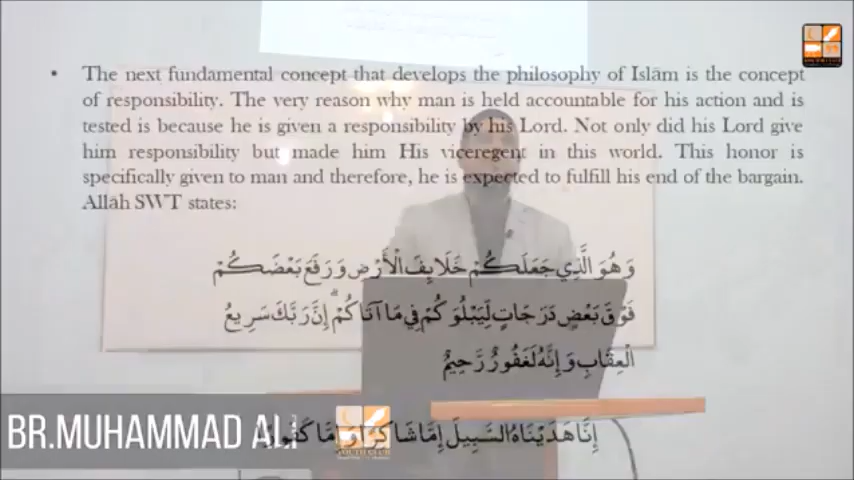 • The next fundamental concept that develops the philosophy of Islām is the concept
of responsibility. The very reason why man is held accountable for his action and is
tested is because he is given a responsibility by his Lord. Not only did his Lord give
him responsibility but made him His viceregent in this world. This honor is
specifically given to man and therefore, he is expected to fulfill his end of the bargain.
Allāh SWT states:
وَهُوَ الَّذِي جَعَلَكُمْ خَلَايِفَ الْأَرْضِ وَرَفَعَ بَعْضَكُمْ
فَوْقَ بَعْضٍ دَرَجَاتٍ لِّيَبْلُوَكُمْ فِي مَا آتَاكُمْ ۗ إِنَّ رَبَّكَ سَرِيعُ
الْعِقَابِ وَإِنَّهُ لَغَفُورٌ رَّحِيمٌ
إِنَّا هَدَيْنَاهُ السَّبِيلَ إِمَّا شَاكِرًا وَإِمَّا كَفُورًا
BR.MUHAMMAD ALI